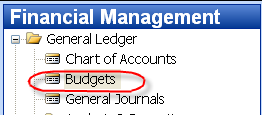 Financial Management
General Ledger
Chart of Accounts
Budgets
General Journals